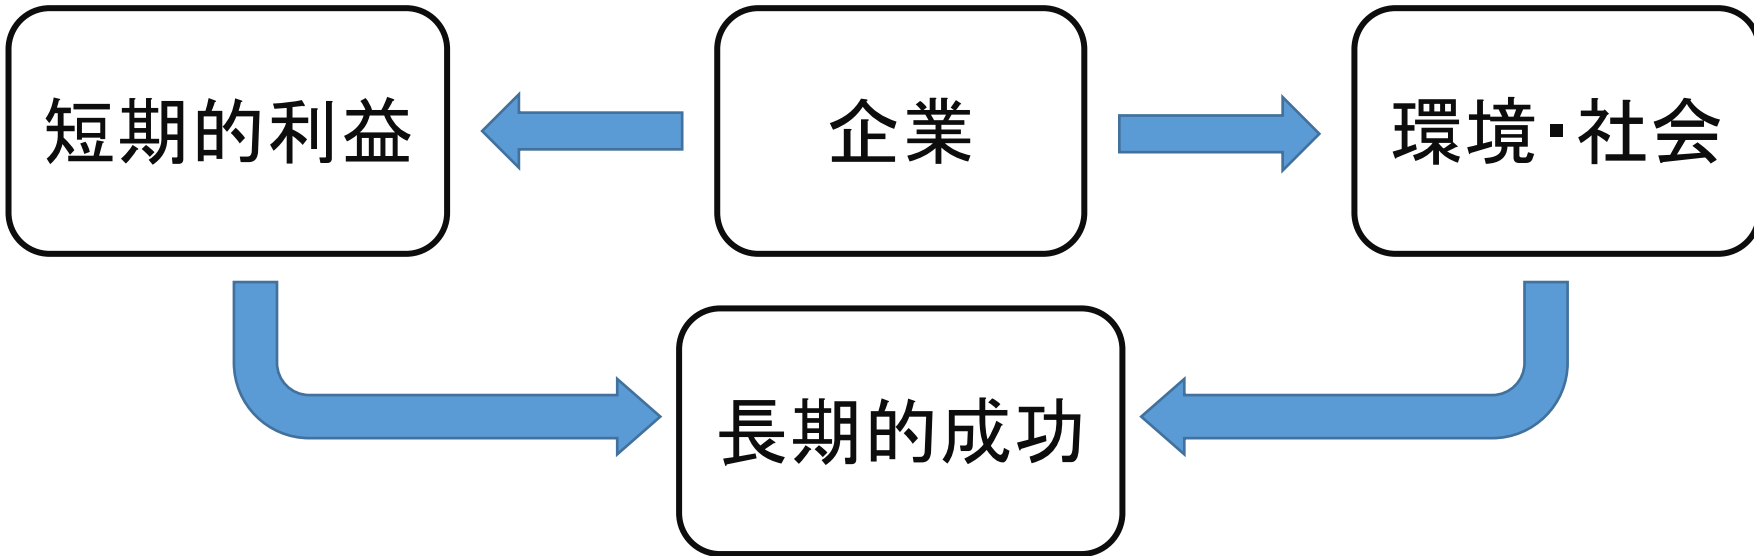 短期的利益
企業
環境・社会
長期的成功